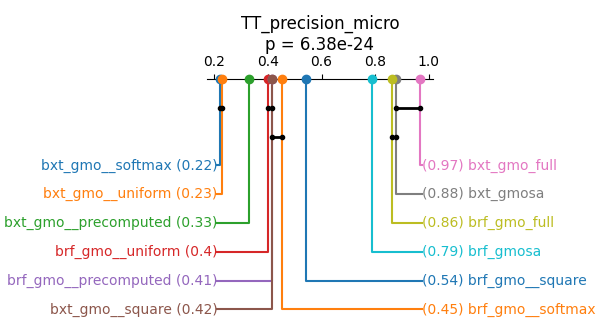 TT_precision_micro
p = 6.38e-24
0.2 0.4 0.6 0.8 1.0
bxt_gmo__softmax (0.22) (0.97) bxt_gmo_full
bxt_gmo__uniform (0.23) (0.88) bxt_gmosa
bxt_gmo__precomputed (0.33) (0.86) brf_gmo_full
brf_gmo__uniform (0.4) (0.79) brf_gmosa
brf_gmo__precomputed (0.41) (0.54) brf_gmo__square
bxt_gmo__square (0.42) (0.45) brf_gmo__softmax